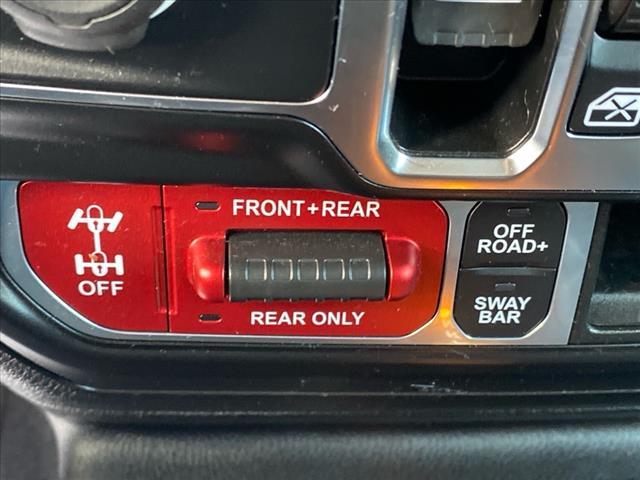 FRONT+REAR
OFF
REAR ONLY
OFF
ROAD+
SWAY
BAR